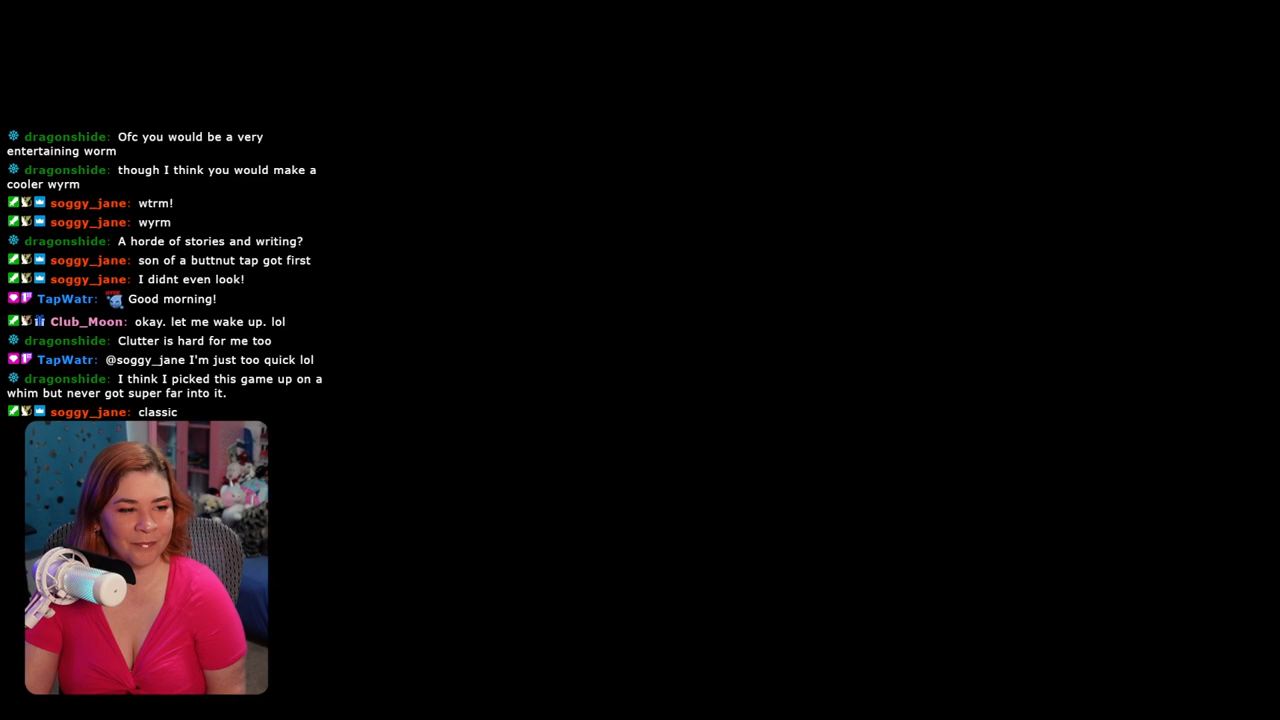 dragonshide: Ofc you would be a very
entertaining worm
dragonshide: though I think you would make a
cooler wyrm
soggy_jane: wtrm!
soggy_jane: wyrm
dragonshide: A horde of stories and writing?
soggy_jane: son of a buttnut tap got first
soggy_jane: I didnt even look!
TapWatr: Good morning!
Club_Moon: okay. let me wake up. lol
dragonshide: Clutter is hard for me too
TapWatr: @soggy_jane I'm just too quick lol
dragonshide: I think I picked this game up on a
whim but never got super far into it.
soggy_jane: classic